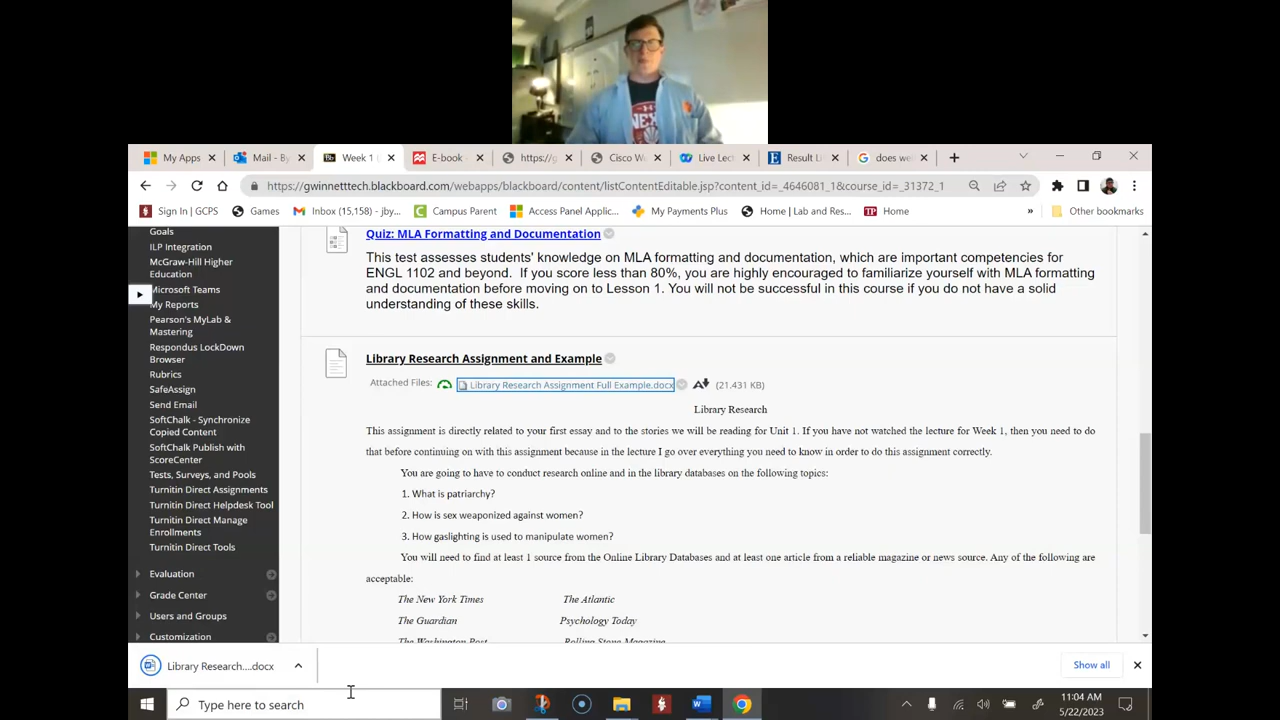 My Apps
Mail - By
Week 1
E-book
https://g
Cisco W
Live Lect
Result Li
does we
https://gwinnetttech.blackboard.com/webapps/blackboard/content/listContentEditable.jsp?content_id=_4646081_1&course_id=_31372_1
Sign In | GCPS
Games
Inbox (15,158) - jby...
Campus Parent
Access Panel Applic...
My Payments Plus
Home | Lab and Res...
TP Home
»
Other bookmarks
Goals
ILP Integration
McGraw-Hill Higher
Education
Microsoft Teams
My Reports
Pearson's MyLab &
Mastering
Respondus LockDown
Browser
Rubrics
SafeAssign
Send Email
SoftChalk - Synchronize
Copied Content
SoftChalk Publish with
ScoreCenter
Tests, Surveys, and Pools
Turnitin Direct Assignments
Turnitin Direct Helpdesk Tool
Turnitin Direct Manage
Enrollments
Turnitin Direct Tools
Evaluation
Grade Center
Users and Groups
Customization
Quiz: MLA Formatting and Documentation
This test assesses students' knowledge on MLA formatting and documentation, which are important competencies for
ENGL 1102 and beyond. If you score less than 80%, you are highly encouraged to familiarize yourself with MLA formatting
and documentation before moving on to Lesson 1. You will not be successful in this course if you do not have a solid
understanding of these skills.
Library Research Assignment and Example
Attached Files: Library Research Assignment Full Example.docx (21.431 KB)
Library Research
This assignment is directly related to your first essay and to the stories we will be reading for Unit 1. If you have not watched the lecture for Week 1, then you need to do
that before continuing on with this assignment because in the lecture I go over everything you need to know in order to do this assignment correctly.
You are going to have to conduct research online and in the library databases on the following topics:
1. What is patriarchy?
2. How is sex weaponized against women?
3. How gaslighting is used to manipulate women?
You will need to find at least 1 source from the Online Library Databases and at least one article from a reliable magazine or news source. Any of the following are
acceptable:
The New York Times The Atlantic
The Guardian Psychology Today
The Washington Post Rolling Stone Magazine
Library Research....docx
Show all
Type here to search
11:04 AM
5/22/2023